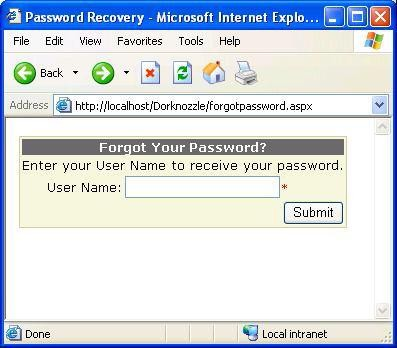 Password Recovery - Microsoft Internet Explo...
File Edit View Favorites Tools Help
Back
Address http://localhost/Dorknozzle/forgotpassword.aspx
Forgot Your Password?
Enter your User Name to receive your password.
User Name: *
Submit
Done Local intranet